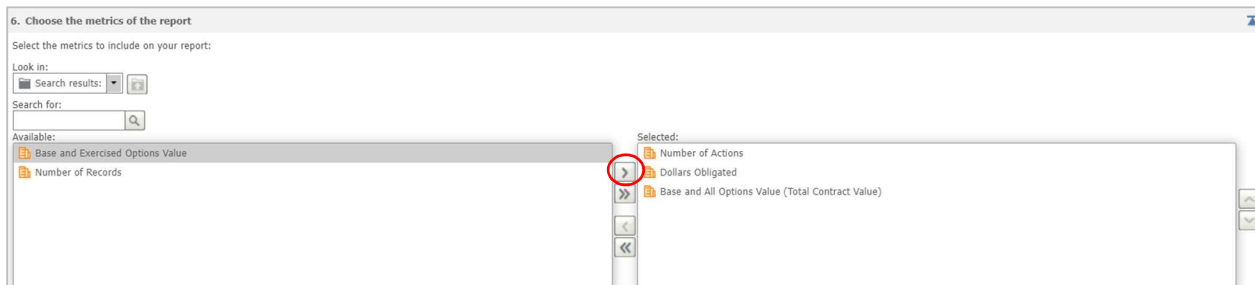 6. Choose the metrics of the report
Select the metrics to include on your report:
Look in:
Search results:
Search for:
Available:
Base and Exercised Options Value
Number of Records
Selected:
Number of Actions
Dollars Obligated
Base and All Options Value (Total Contract Value)